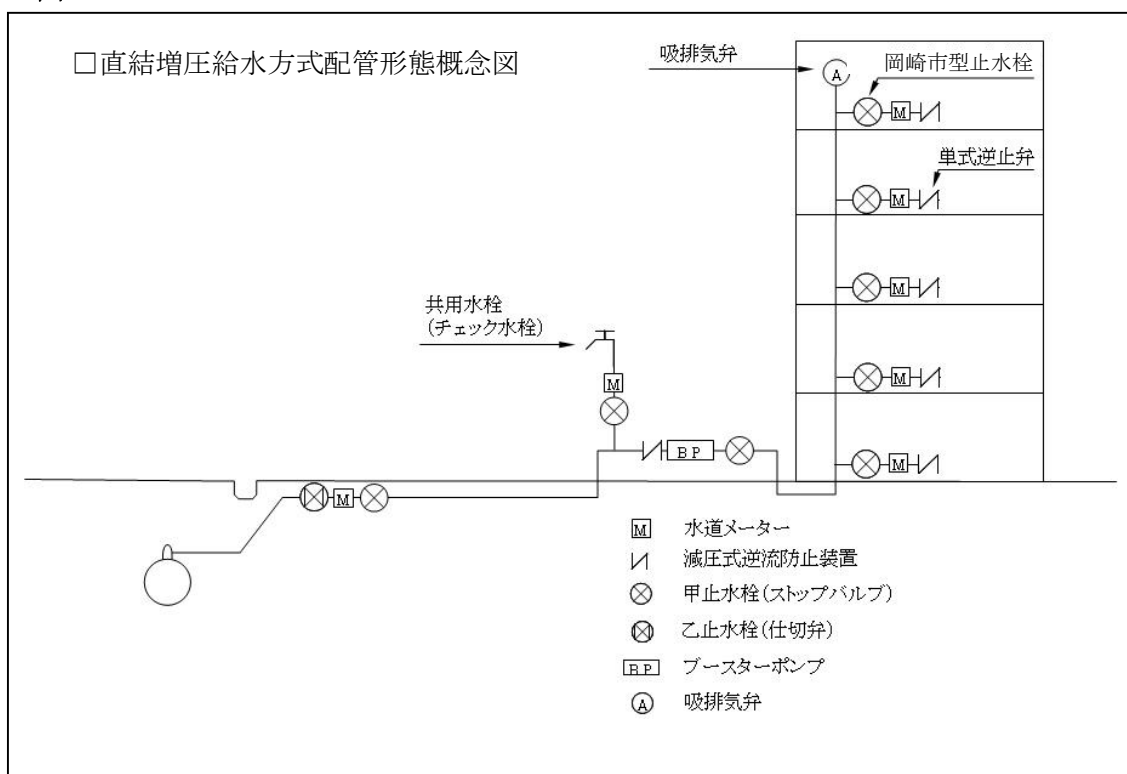 □直結増圧給水方式配管形態概念図
吸排気弁
A
岡崎市型止水栓
M
単式逆止弁
M
M
共用水栓
(チェック水栓)
M
M
BP
M
M
M 水道メーター
減圧式逆流防止装置
甲止水栓(ストップバルブ)
乙止水栓(仕切弁)
BP ブースターポンプ
A 吸排気弁